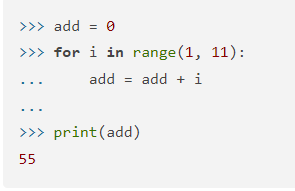 >>> add = 0
>>> for i in range(1, 11):
...     add = add + i
...
>>> print(add)
55